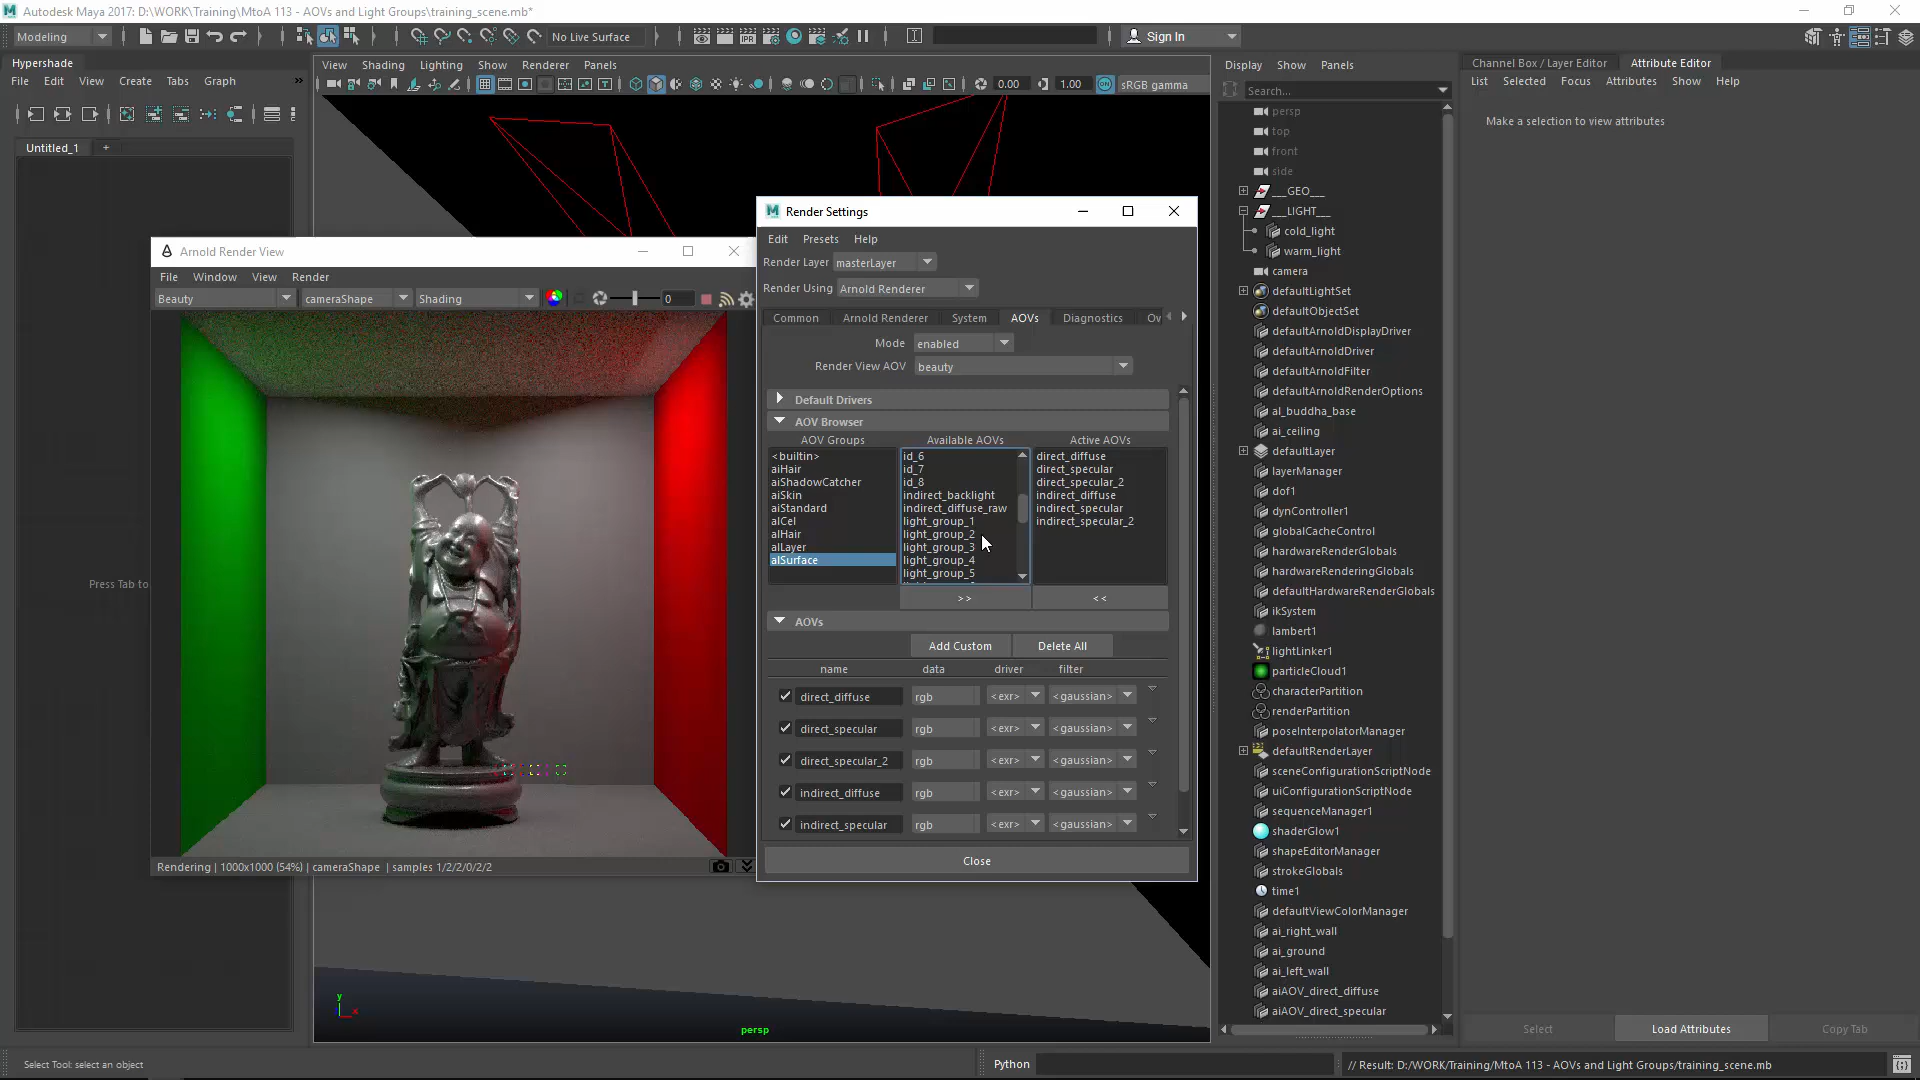 Autodesk Maya 2017: D:\WORK\Training\MtoA 113 - AOVs and Light Groups\training_scene.mb*
Modeling
No Live Surface
Sign In
Hypershade
File Edit View Create Tabs Graph
Untitled_1 +
Press Tab to
View Shading Lighting Show Renderer Panels
0.00
1.00
ON
sRGB gamma
Arnold Render View
File Window View Render
Beauty
cameraShape
Shading
0
Rendering | 1000x1000 (54%) | cameraShape | samples 1/2/2/0/2/2
Render Settings
Edit Presets Help
Render Layer masterLayer
Render Using Arnold Renderer
Common Arnold Renderer System AOVs Diagnostics Ov
Mode enabled
Render View AOV beauty
Default Drivers
AOV Browser
AOV Groups
<builtin>
aiHair
aiShadowCatcher
aiSkin
aiStandard
alCel
alHair
alLayer
alSurface
Available AOVs
id_6
id_7
id_8
indirect_backlight
indirect_diffuse_raw
light_group_1
light_group_2
light_group_3
light_group_4
light_group_5
>>
Active AOVs
direct_diffuse
direct_specular
direct_specular_2
indirect_diffuse
indirect_specular
indirect_specular_2
<<
AOVs
Add Custom Delete All
name data driver filter
direct_diffuse rgb <exr> <gaussian>
direct_specular rgb <exr> <gaussian>
direct_specular_2 rgb <exr> <gaussian>
indirect_diffuse rgb <exr> <gaussian>
indirect_specular rgb <exr> <gaussian>
Close
y
x
persp
Display Show Panels
Search...
persp
top
front
side
___GEO___
___LIGHT___
cold_light
warm_light
camera
defaultLightSet
defaultObjectSet
defaultArnoldDisplayDriver
defaultArnoldDriver
defaultArnoldFilter
defaultArnoldRenderOptions
al_buddha_base
ai_ceiling
defaultLayer
layerManager
dof1
dynController1
globalCacheControl
hardwareRenderGlobals
hardwareRenderingGlobals
defaultHardwareRenderGlobals
ikSystem
lambert1
lightLinker1
particleCloud1
characterPartition
renderPartition
poseInterpolatorManager
defaultRenderLayer
sceneConfigurationScriptNode
uiConfigurationScriptNode
sequenceManager1
shaderGlow1
shapeEditorManager
strokeGlobals
time1
defaultViewColorManager
ai_right_wall
ai_ground
ai_left_wall
aiAOV_direct_diffuse
aiAOV_direct_specular
Channel Box / Layer Editor Attribute Editor
List Selected Focus Attributes Show Help
Make a selection to view attributes
Select Load Attributes Copy Tab
Select Tool: select an object
Python
// Result: D:/WORK/Training/MtoA 113 - AOVs and Light Groups/training_scene.mb